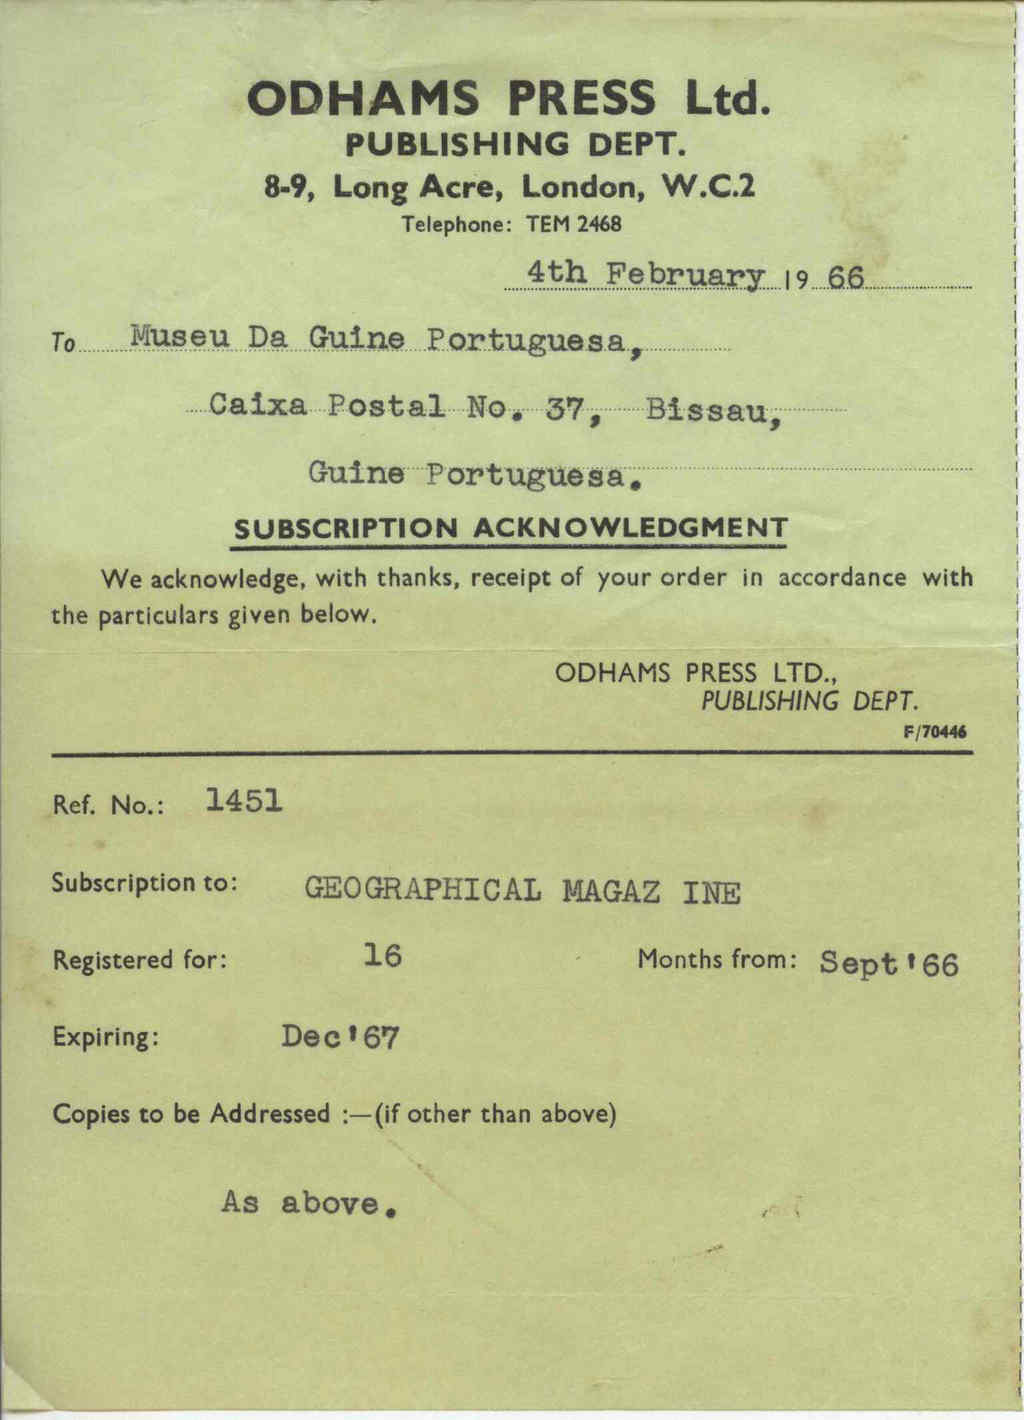 ODHAMS PRESS Ltd.
PUBLISHING DEPT.
8-9, Long Acre, London, W.C.2
Telephone: TEM 2468
4th February 19 66
To Museu Da Guine Portuguesa,
Caixa Postal No. 37, Bissau,
Guine Portuguesa.
SUBSCRIPTION ACKNOWLEDGMENT
We acknowledge, with thanks, receipt of your order in accordance with
the particulars given below.
ODHAMS PRESS LTD.,
PUBLISHING DEPT.
F/70446
Ref. No.: 1451
Subscription to: GEOGRAPHICAL MAGAZ INE
Registered for: 16 Months from: Sept'66
Expiring: Dec'67
Copies to be Addressed :—(if other than above)
As above.